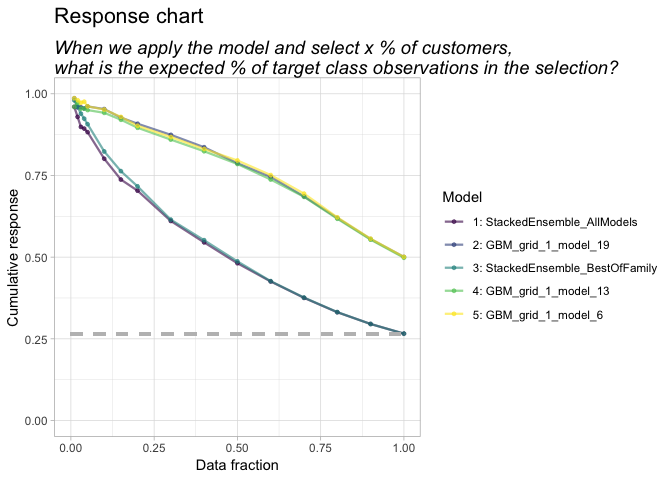 Response chart
When we apply the model and select x % of customers,
what is the expected % of target class observations in the selection?
Cumulative response
1.00
0.75
0.50
0.25
0.00
0.00 0.25 0.50 0.75 1.00
Data fraction
Model
1: StackedEnsemble_AllModels
2: GBM_grid_1_model_19
3: StackedEnsemble_BestOfFamily
4: GBM_grid_1_model_13
5: GBM_grid_1_model_6